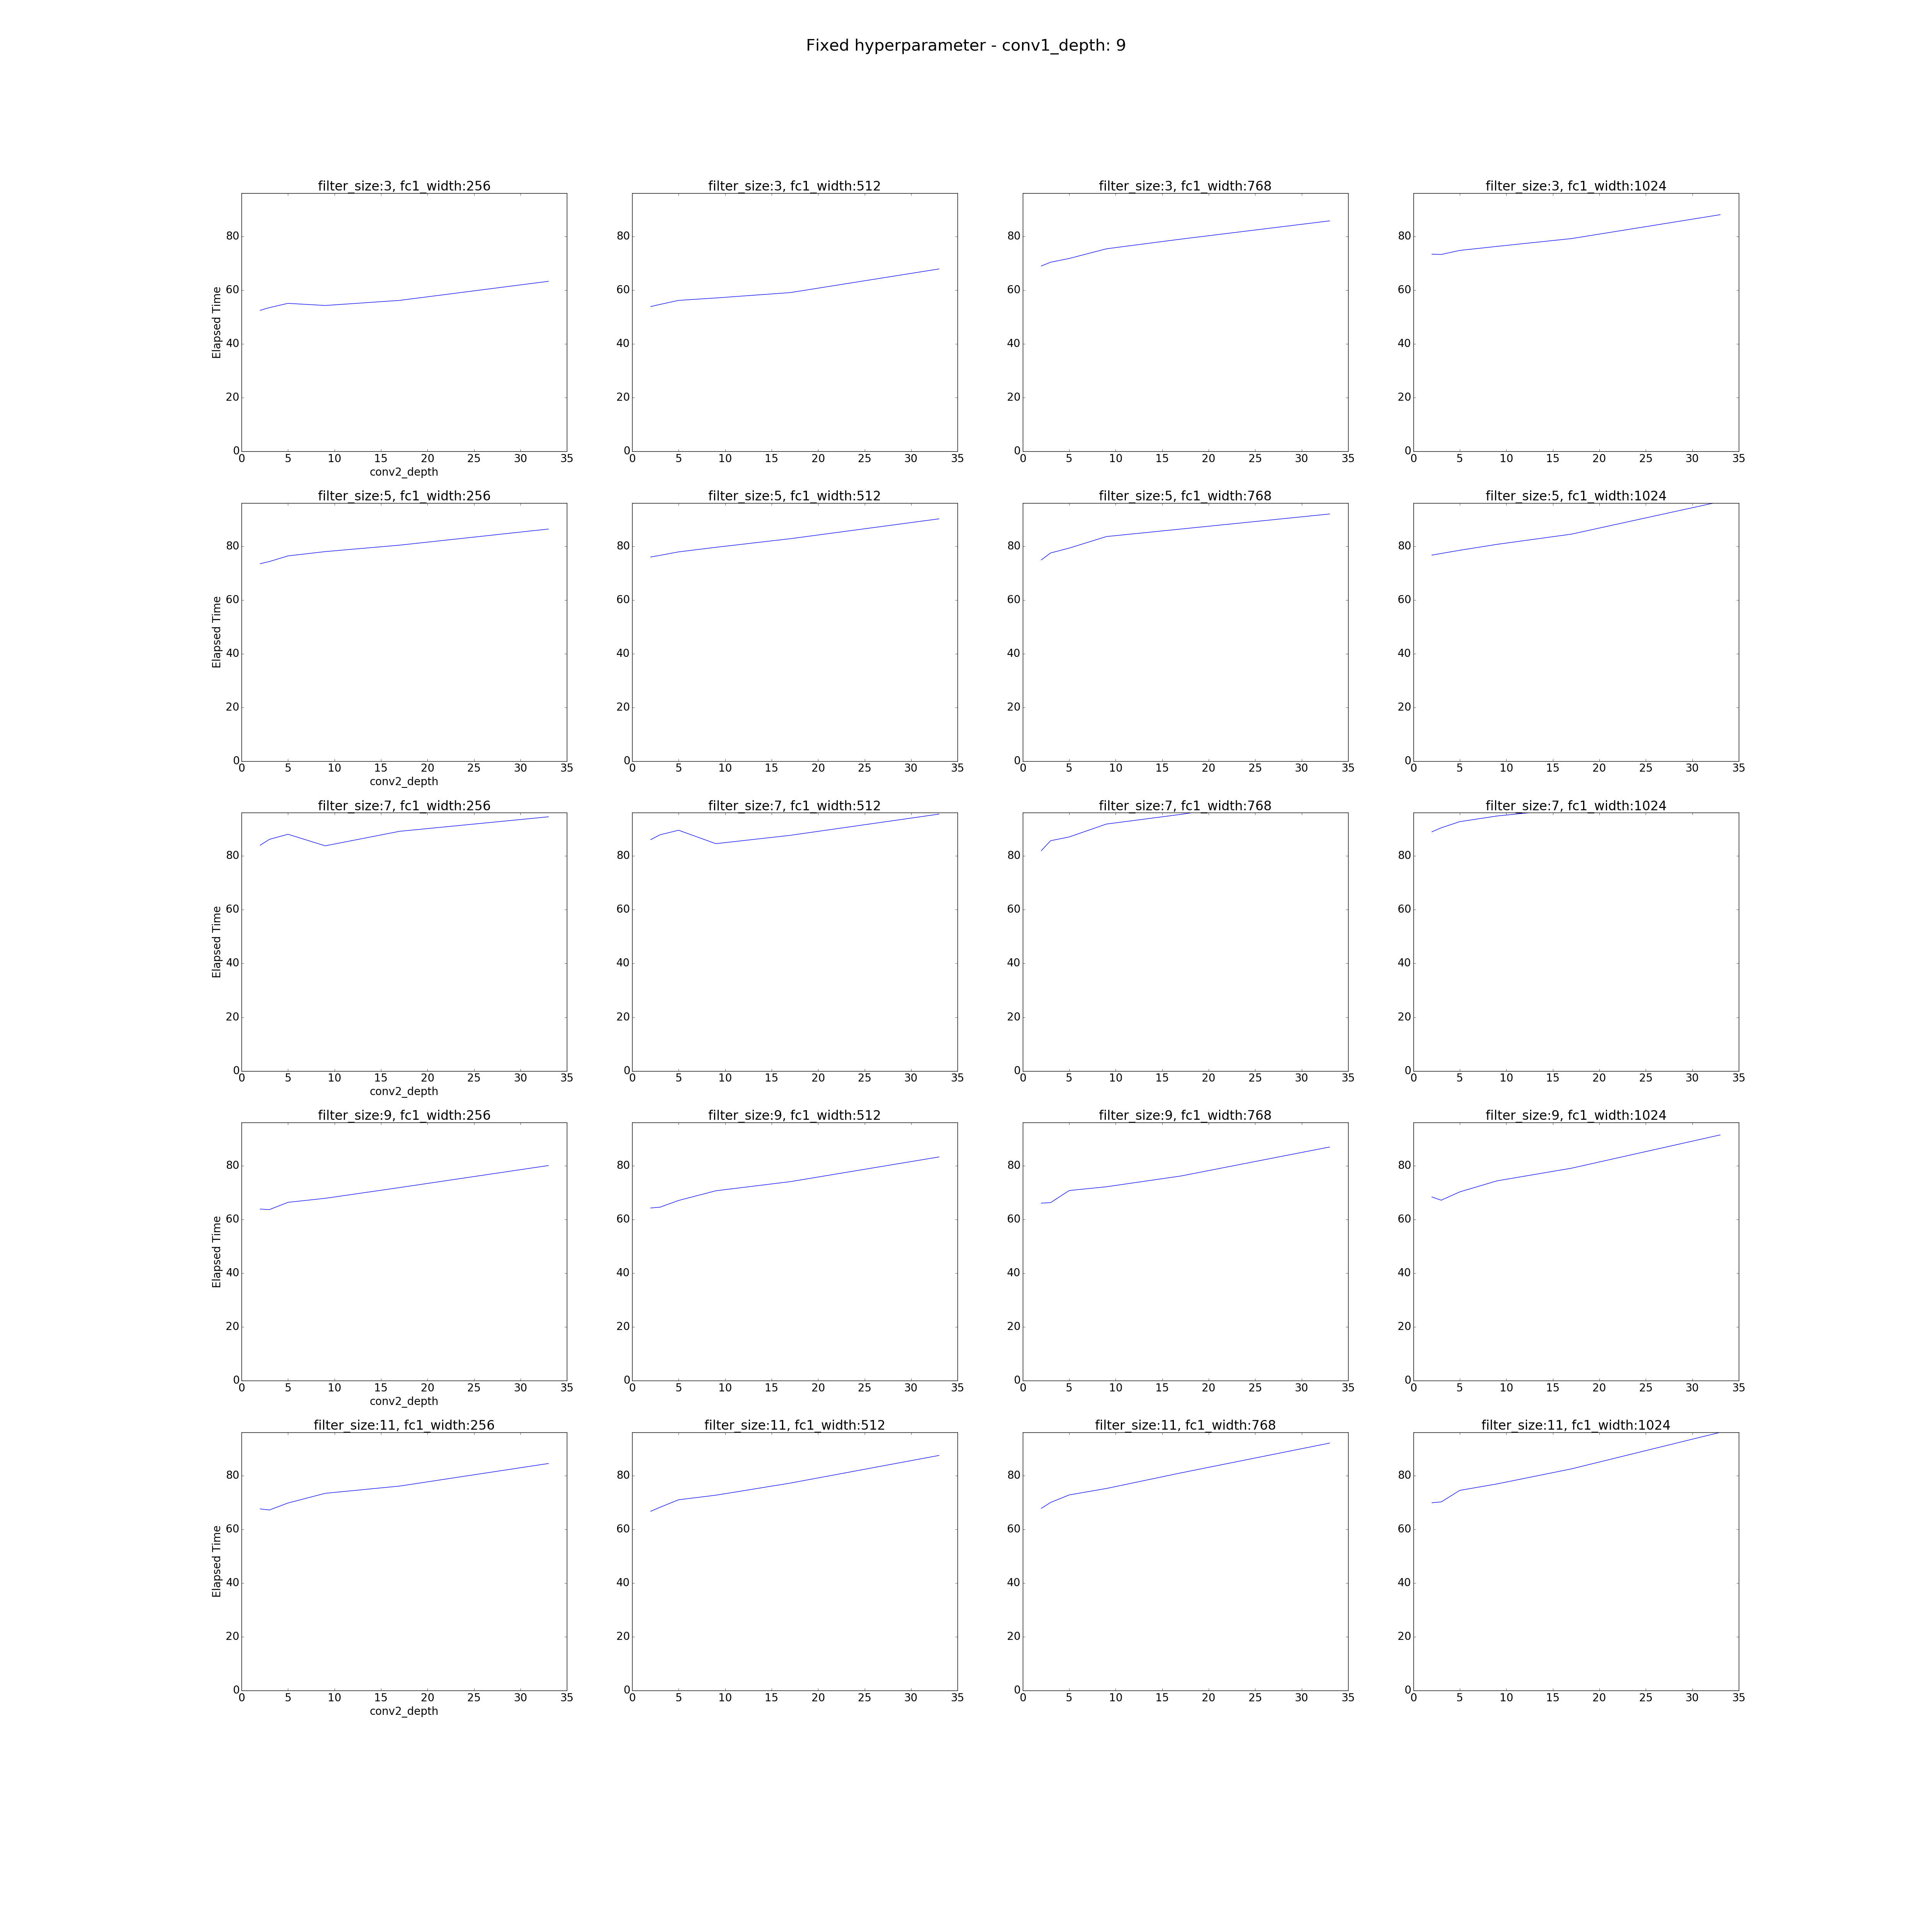 Fixed hyperparameter - conv1_depth: 9
filter_size:3, fc1_width:256
filter_size:3, fc1_width:512
filter_size:3, fc1_width:768
filter_size:3, fc1_width:1024
Elapsed Time
80 60 40 20 0
80 60 40 20 0
80 60 40 20 0
80 60 40 20 0
0 5 10 15 20 25 30 35
0 5 10 15 20 25 30 35
0 5 10 15 20 25 30 35
0 5 10 15 20 25 30 35
conv2_depth
filter_size:5, fc1_width:256
filter_size:5, fc1_width:512
filter_size:5, fc1_width:768
filter_size:5, fc1_width:1024
Elapsed Time
80 60 40 20 0
80 60 40 20 0
80 60 40 20 0
80 60 40 20 0
0 5 10 15 20 25 30 35
0 5 10 15 20 25 30 35
0 5 10 15 20 25 30 35
0 5 10 15 20 25 30 35
conv2_depth
filter_size:7, fc1_width:256
filter_size:7, fc1_width:512
filter_size:7, fc1_width:768
filter_size:7, fc1_width:1024
Elapsed Time
80 60 40 20 0
80 60 40 20 0
80 60 40 20 0
80 60 40 20 0
0 5 10 15 20 25 30 35
0 5 10 15 20 25 30 35
0 5 10 15 20 25 30 35
0 5 10 15 20 25 30 35
conv2_depth
filter_size:9, fc1_width:256
filter_size:9, fc1_width:512
filter_size:9, fc1_width:768
filter_size:9, fc1_width:1024
Elapsed Time
80 60 40 20 0
80 60 40 20 0
80 60 40 20 0
80 60 40 20 0
0 5 10 15 20 25 30 35
0 5 10 15 20 25 30 35
0 5 10 15 20 25 30 35
0 5 10 15 20 25 30 35
conv2_depth
filter_size:11, fc1_width:256
filter_size:11, fc1_width:512
filter_size:11, fc1_width:768
filter_size:11, fc1_width:1024
Elapsed Time
80 60 40 20 0
80 60 40 20 0
80 60 40 20 0
80 60 40 20 0
0 5 10 15 20 25 30 35
0 5 10 15 20 25 30 35
0 5 10 15 20 25 30 35
0 5 10 15 20 25 30 35
conv2_depth